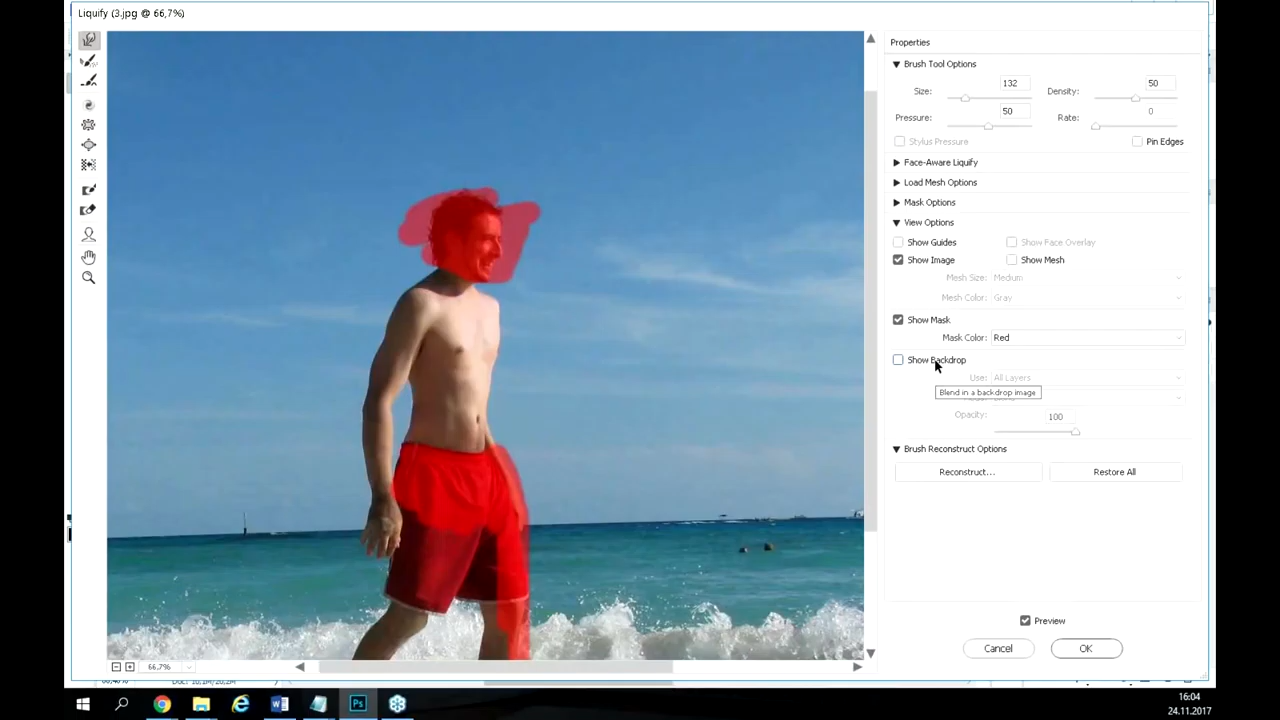 Liquify (3.jpg @ 66,7%)
Properties
Brush Tool Options
Size: 132 Density: 50
Pressure: 50 Rate: 0
Stylus Pressure Pin Edges
Face-Aware Liquify
Load Mesh Options
Mask Options
View Options
Show Guides Show Face Overlay
Show Image Show Mesh
Mesh Size: Medium
Mesh Color: Gray
Show Mask
Mask Color: Red
Show Backdrop
Use: All Layers
Blend in a backdrop image
Opacity: 100
Brush Reconstruct Options
Reconstruct... Restore All
Preview
Cancel OK
66,7%
16:04
24.11.2017